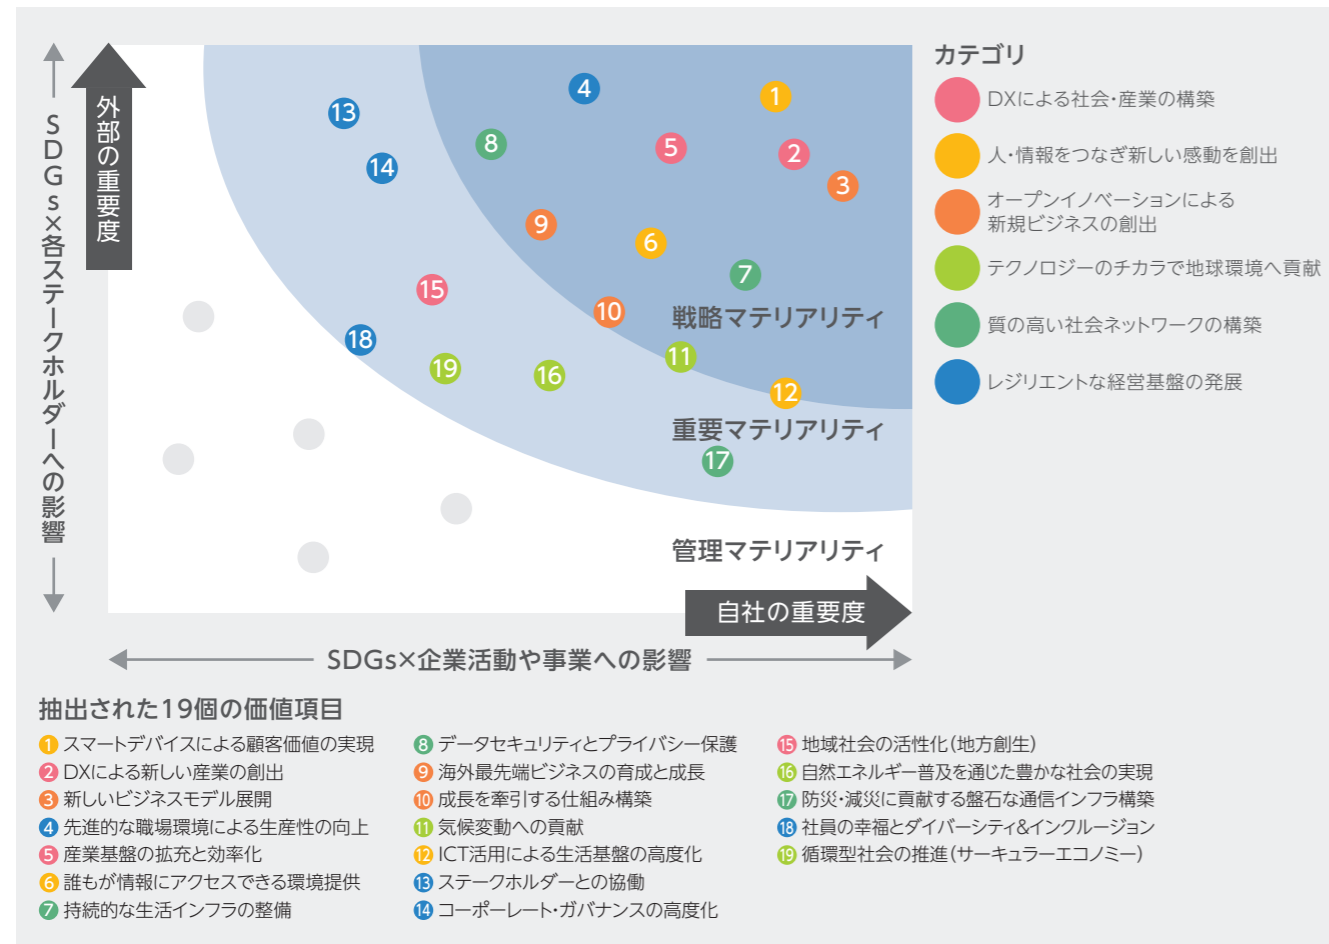 外部の重要度
SDGs×各ステークホルダーへの影響
13
4
1
14
8
5
2
3
9
6
7
15
10
戦略マテリアリティ
18
19
16
11
12
重要マテリアリティ
17
管理マテリアリティ
自社の重要度
SDGs×企業活動や事業への影響
カテゴリ
DXによる社会・産業の構築
人・情報をつなぎ新しい感動を創出
オープンイノベーションによる
新規ビジネスの創出
テクノロジーのチカラで地球環境へ貢献
質の高い社会ネットワークの構築
レジリエントな経営基盤の発展
抽出された19個の価値項目
1 スマートデバイスによる顧客価値の実現
2 DXによる新しい産業の創出
3 新しいビジネスモデル展開
4 先進的な職場環境による生産性の向上
5 産業基盤の拡充と効率化
6 誰もが情報にアクセスできる環境提供
7 持続的な生活インフラの整備
8 データセキュリティとプライバシー保護
9 海外最先端ビジネスの育成と成長
10 成長を牽引する仕組み構築
11 気候変動への貢献
12 ICT活用による生活基盤の高度化
13 ステークホルダーとの協働
14 コーポレート・ガバナンスの高度化
15 地域社会の活性化(地方創生)
16 自然エネルギー普及を通じた豊かな社会の実現
17 防災・減災に貢献する盤石な通信インフラ構築
18 社員の幸福とダイバーシティ&インクルージョン
19 循環型社会の推進(サーキュラーエコノミー)